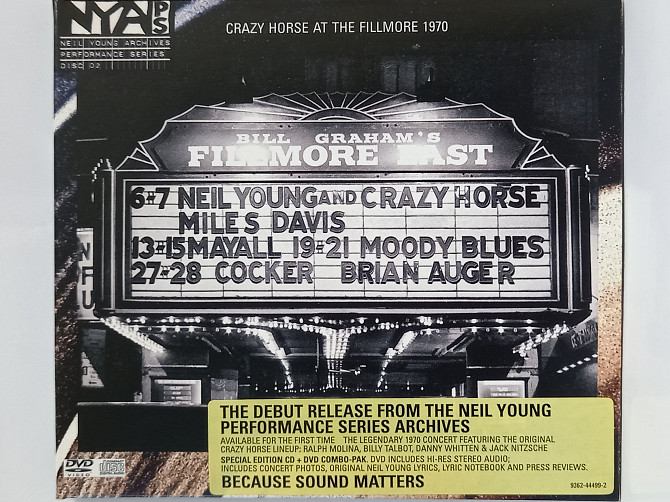 NYA PS
NEIL YOUNG ARCHIVES
PERFORMANCE SERIES
DISC 02
CRAZY HORSE AT THE FILLMORE 1970
BILL GRAHAM'S
FILLMORE EAST
6#7 NEIL YOUNG AND CRAZY HORSE
MILES DAVIS
13#15 MAYALL 19#21 MOODY BLUES
27#28 COCKER BRIAN AUGER
THE DEBUT RELEASE FROM THE NEIL YOUNG
PERFORMANCE SERIES ARCHIVES
AVAILABLE FOR THE FIRST TIME THE LEGENDARY 1970 CONCERT FEATURING THE ORIGINAL
CRAZY HORSE LINEUP: RALPH MOLINA, BILLY TALBOT, DANNY WHITTEN & JACK NITZSCHE
SPECIAL EDITION CD + DVD COMBO-PAK. DVD INCLUDES HI-RES STEREO AUDIO;
INCLUDES CONCERT PHOTOS, ORIGINAL NEIL YOUNG LYRICS, LYRIC NOTEBOOK AND PRESS REVIEWS.
BECAUSE SOUND MATTERS
9362-44499-2
DVD
VIDEO
COMPACT
disc
DIGITAL AUDIO